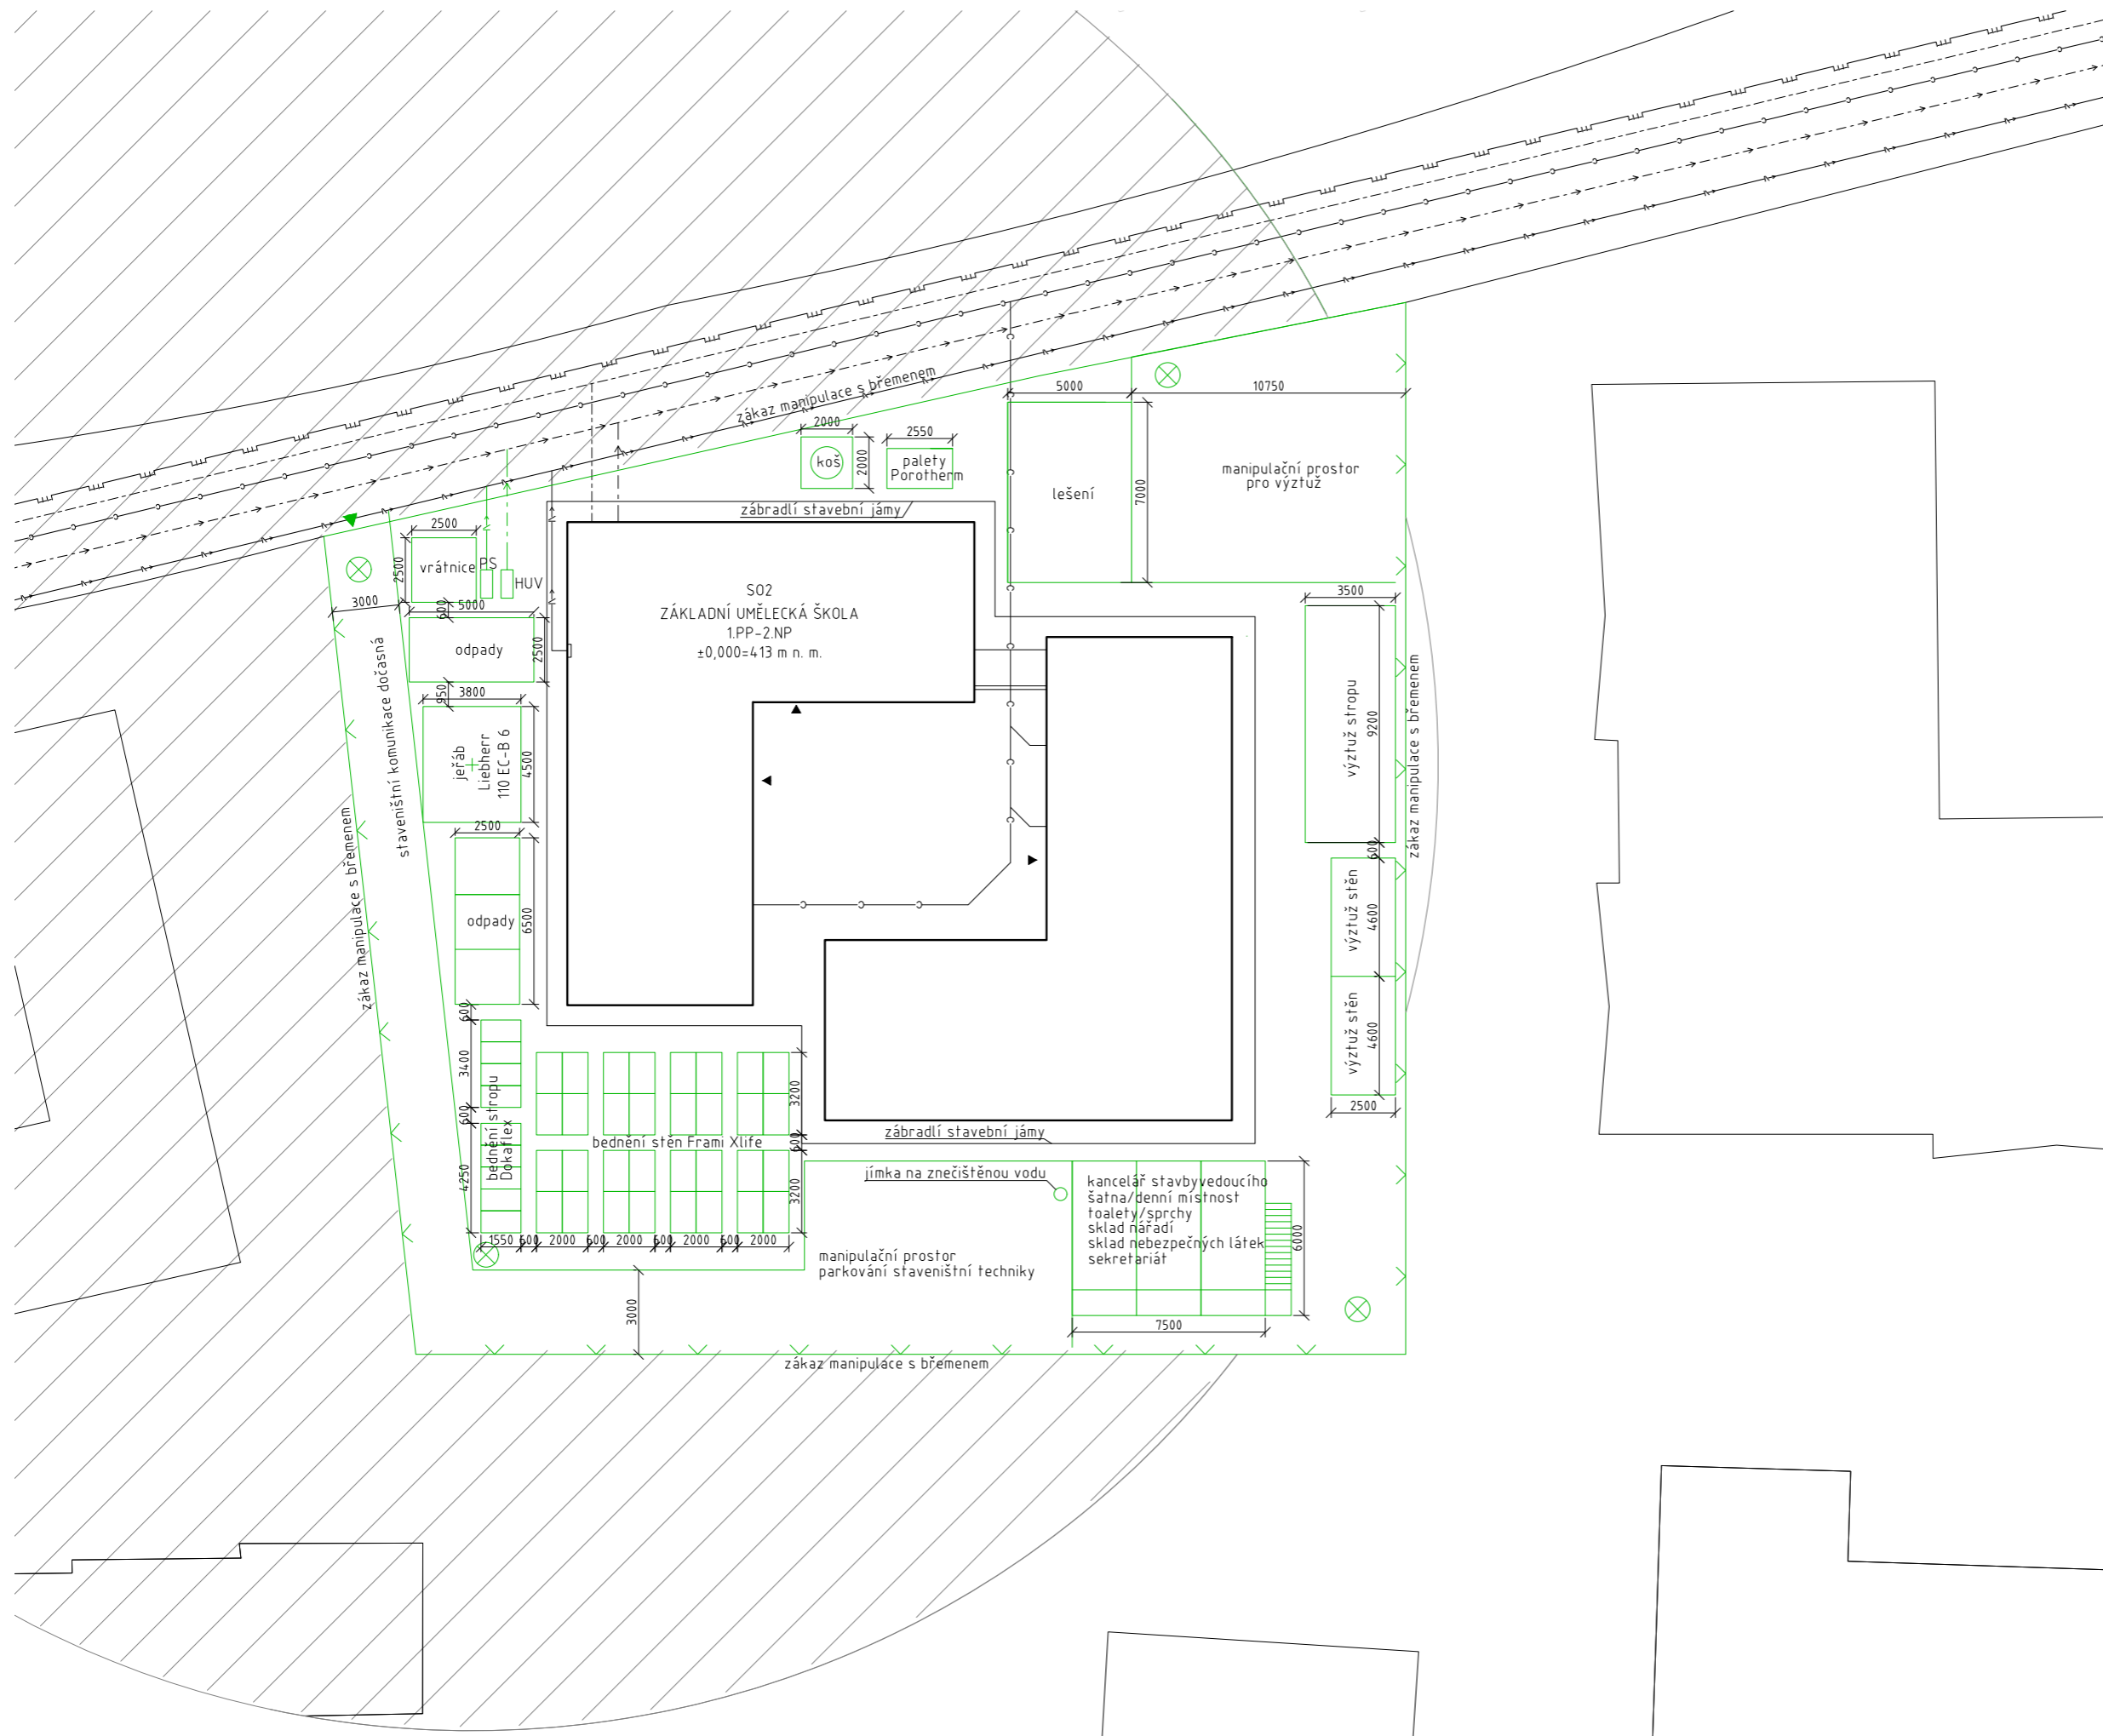 zákaz manipulace s břemenem
5000
10750
2000
2550
koš
2000
palety
Porotherm
lešení
7000
manipulační prostor
pro výztuž
zábradlí stavební jámy
2500
2500
vrátnice
PS
HUV
600
3000
5000
odpady
2500
950
SO2
ZÁKLADNÍ UMĚLECKÁ ŠKOLA
1.PP-2.NP
±0,000=413 m n. m.
3500
výztuž stropu
9200
zákaz manipulace s břemenem
3800
jeřáb
Liebherr
110 EC-B 6
4500
staveništní komunikace dočasná
zákaz manipulace s břemenem
2500
odpady
6500
600
výztuž stěn
4600
výztuž stěn
4600
2500
600
3400
600
bednění stropu
Dokaflex
4250
3200
bednění stěn Frami Xlife
600
3200
zábradlí stavební jámy
jímka na znečištěnou vodu
kancelář stavbyvedoucího
šatna/denní místnost
toalety/sprchy
sklad nářadí
sklad nebezpečných látek
sekretariát
6000
1550
600
2000
600
2000
600
2000
600
2000
manipulační prostor
parkování staveništní techniky
3000
7500
zákaz manipulace s břemenem